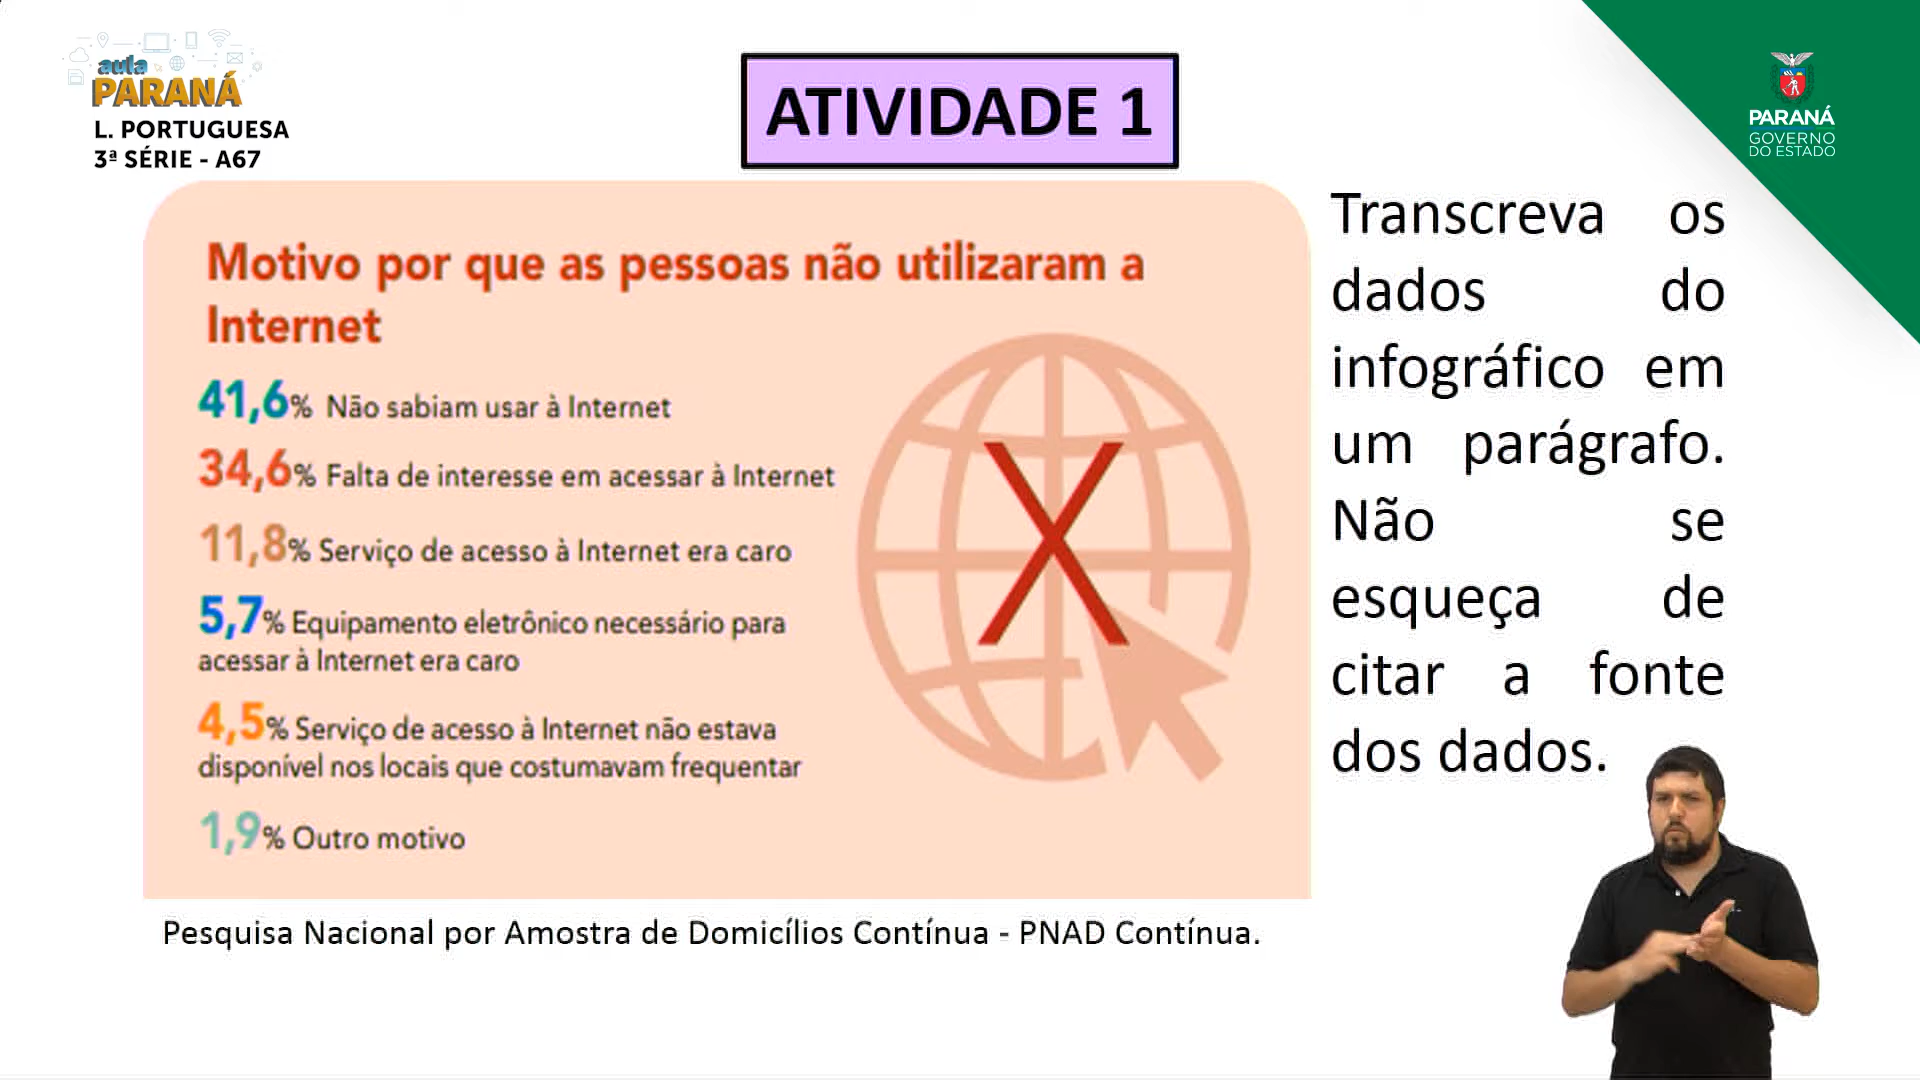 aula
PARANÁ
L. PORTUGUESA
3ª SÉRIE - A67
ATIVIDADE 1
PARANÁ
GOVERNO
DO ESTADO
Motivo por que as pessoas não utilizaram a
Internet
41,6% Não sabiam usar à Internet
34,6% Falta de interesse em acessar à Internet
11,8% Serviço de acesso à Internet era caro
5,7% Equipamento eletrônico necessário para
acessar à Internet era caro
4,5% Serviço de acesso à Internet não estava
disponível nos locais que costumavam frequentar
1,9% Outro motivo
Pesquisa Nacional por Amostra de Domicílios Contínua - PNAD Contínua.
Transcreva os
dados do
infográfico em
um parágrafo.
Não se
esqueça de
citar a fonte
dos dados.